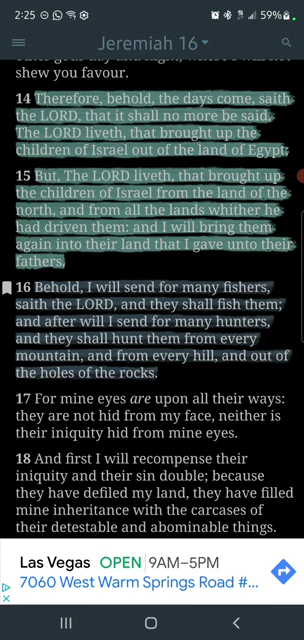 2:25
59%
Jeremiah 16
shew you favour.
14 Therefore, behold, the days come, saith
the LORD, that it shall no more be said,
The LORD liveth, that brought up the
children of Israel out of the land of Egypt;
15 But, The LORD liveth, that brought up
the children of Israel from the land of the
north, and from all the lands whither he
had driven them: and I will bring them
again into their land that I gave unto their
fathers.
16 Behold, I will send for many fishers,
saith the LORD, and they shall fish them;
and after will I send for many hunters,
and they shall hunt them from every
mountain, and from every hill, and out of
the holes of the rocks.
17 For mine eyes are upon all their ways:
they are not hid from my face, neither is
their iniquity hid from mine eyes.
18 And first I will recompense their
iniquity and their sin double; because
they have defiled my land, they have filled
mine inheritance with the carcases of
their detestable and abominable things.
Las Vegas OPEN 9AM–5PM
7060 West Warm Springs Road #...